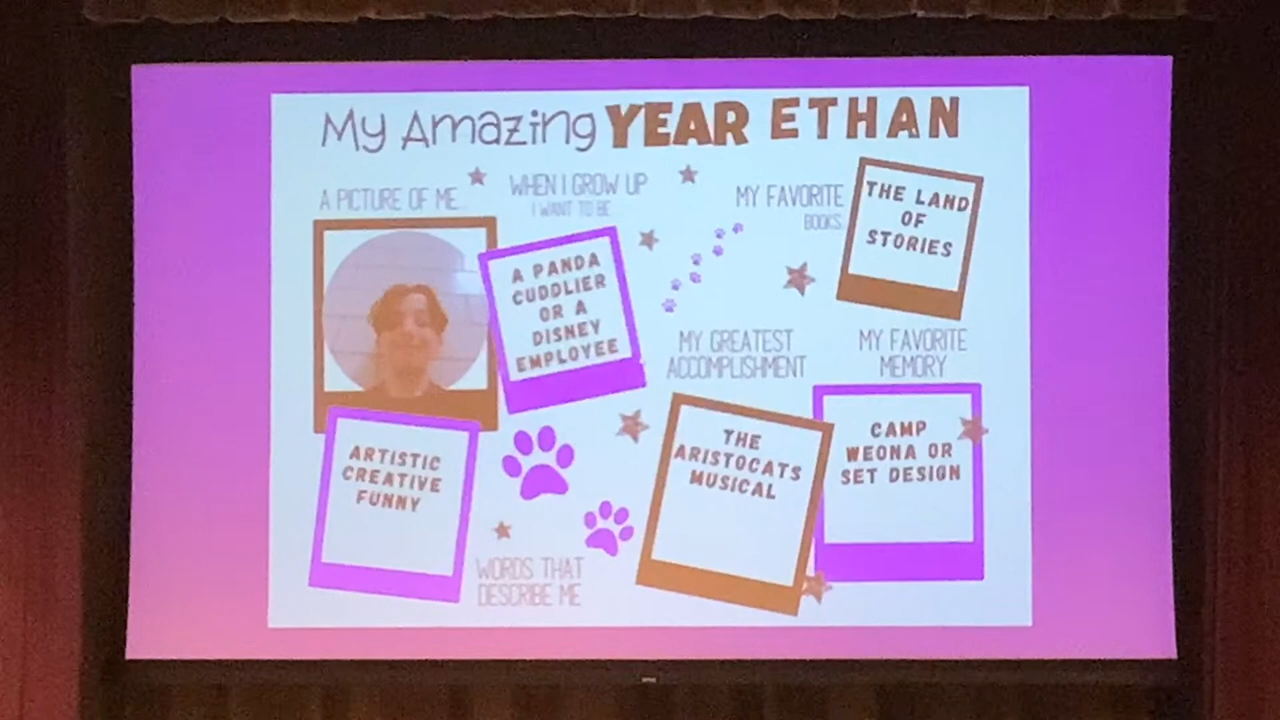 My Amazing YEAR ETHAN
A PICTURE OF ME...
WHEN I GROW UP
I WANT TO BE...
A PANDA
CUDDLIER
OR A
DISNEY
EMPLOYEE
MY FAVORITE
BOOKS
THE LAND
OF
STORIES
ARTISTIC
CREATIVE
FUNNY
WORDS THAT
DESCRIBE ME
MY GREATEST
ACCOMPLISHMENT
THE
ARISTOCATS
MUSICAL
MY FAVORITE
MEMORY
CAMP
WEONA OR
SET DESIGN